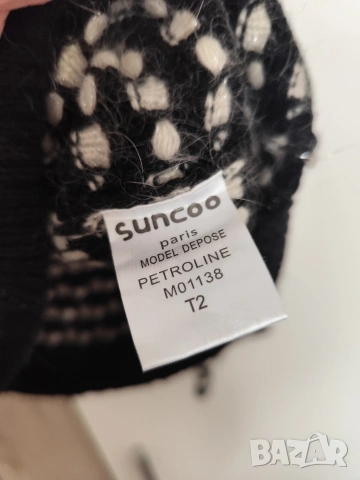 suncoo
paris
MODEL DEPOSE
PETROLINE
M01138
T2
BAZAR